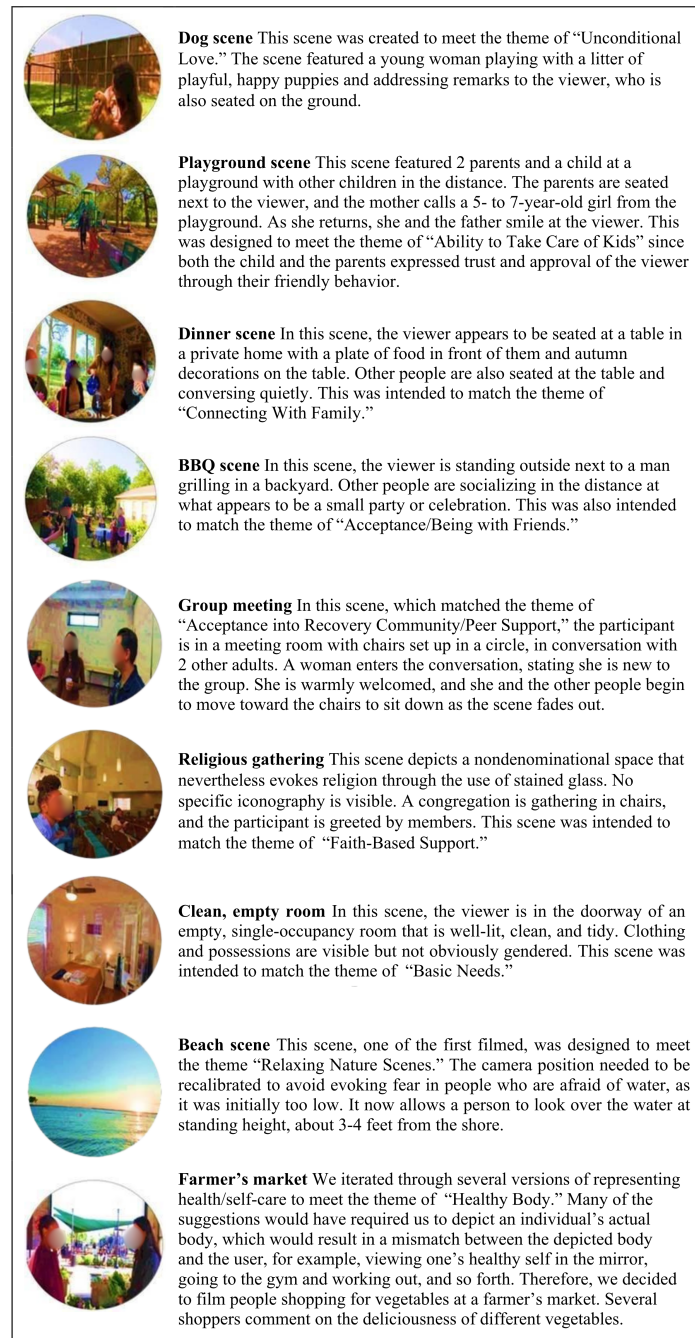 Dog scene This scene was created to meet the theme of “Unconditional
Love.” The scene featured a young woman playing with a litter of
playful, happy puppies and addressing remarks to the viewer, who is
also seated on the ground.
Playground scene This scene featured 2 parents and a child at a
playground with other children in the distance. The parents are seated
next to the viewer, and the mother calls a 5- to 7-year-old girl from the
playground. As she returns, she and the father smile at the viewer. This
was designed to meet the theme of “Ability to Take Care of Kids” since
both the child and the parents expressed trust and approval of the viewer
through their friendly behavior.
Dinner scene In this scene, the viewer appears to be seated at a table in
a private home with a plate of food in front of them and autumn
decorations on the table. Other people are also seated at the table and
conversing quietly. This was intended to match the theme of
“Connecting With Family.”
BBQ scene In this scene, the viewer is standing outside next to a man
grilling in a backyard. Other people are socializing in the distance at
what appears to be a small party or celebration. This was also intended
to match the theme of “Acceptance/Being with Friends.”
Group meeting In this scene, which matched the theme of
“Acceptance into Recovery Community/Peer Support,” the participant
is in a meeting room with chairs set up in a circle, in conversation with
2 other adults. A woman enters the conversation, stating she is new to
the group. She is warmly welcomed, and she and the other people begin
to move toward the chairs to sit down as the scene fades out.
Religious gathering This scene depicts a nondenominational space that
nevertheless evokes religion through the use of stained glass. No
specific iconography is visible. A congregation is gathering in chairs,
and the participant is greeted by members. This scene was intended to
match the theme of “Faith-Based Support.”
Clean, empty room In this scene, the viewer is in the doorway of an
empty, single-occupancy room that is well-lit, clean, and tidy. Clothing
and possessions are visible but not obviously gendered. This scene was
intended to match the theme of “Basic Needs.”
Beach scene This scene, one of the first filmed, was designed to meet
the theme “Relaxing Nature Scenes.” The camera position needed to be
recalibrated to avoid evoking fear in people who are afraid of water, as
it was initially too low. It now allows a person to look over the water at
standing height, about 3-4 feet from the shore.
Farmer’s market We iterated through several versions of representing
health/self-care to meet the theme of “Healthy Body.” Many of the
suggestions would have required us to depict an individual’s actual
body, which would result in a mismatch between the depicted body
and the user, for example, viewing one’s healthy self in the mirror,
going to the gym and working out, and so forth. Therefore, we decided
to film people shopping for vegetables at a farmer’s market. Several
shoppers comment on the deliciousness of different vegetables.